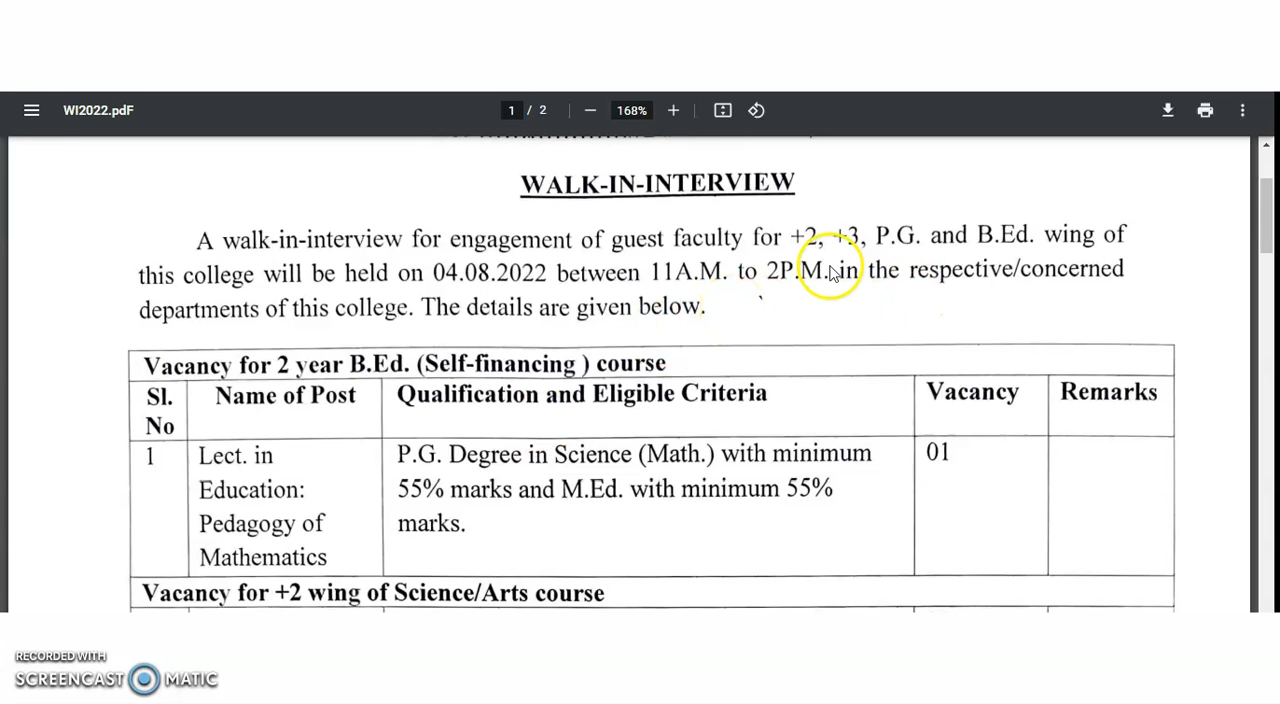 WI2022.pdF
1 / 2
168%
WALK-IN-INTERVIEW
A walk-in-interview for engagement of guest faculty for +2, +3, P.G. and B.Ed. wing of
this college will be held on 04.08.2022 between 11A.M. to 2P.M. in the respective/concerned
departments of this college. The details are given below.
Vacancy for 2 year B.Ed. (Self-financing ) course
Sl. No
Name of Post
Qualification and Eligible Criteria
Vacancy
Remarks
1
Lect. in
Education:
Pedagogy of
Mathematics
P.G. Degree in Science (Math.) with minimum
55% marks and M.Ed. with minimum 55%
marks.
01
Vacancy for +2 wing of Science/Arts course
RECORDED WITH
SCREENCAST MATIC